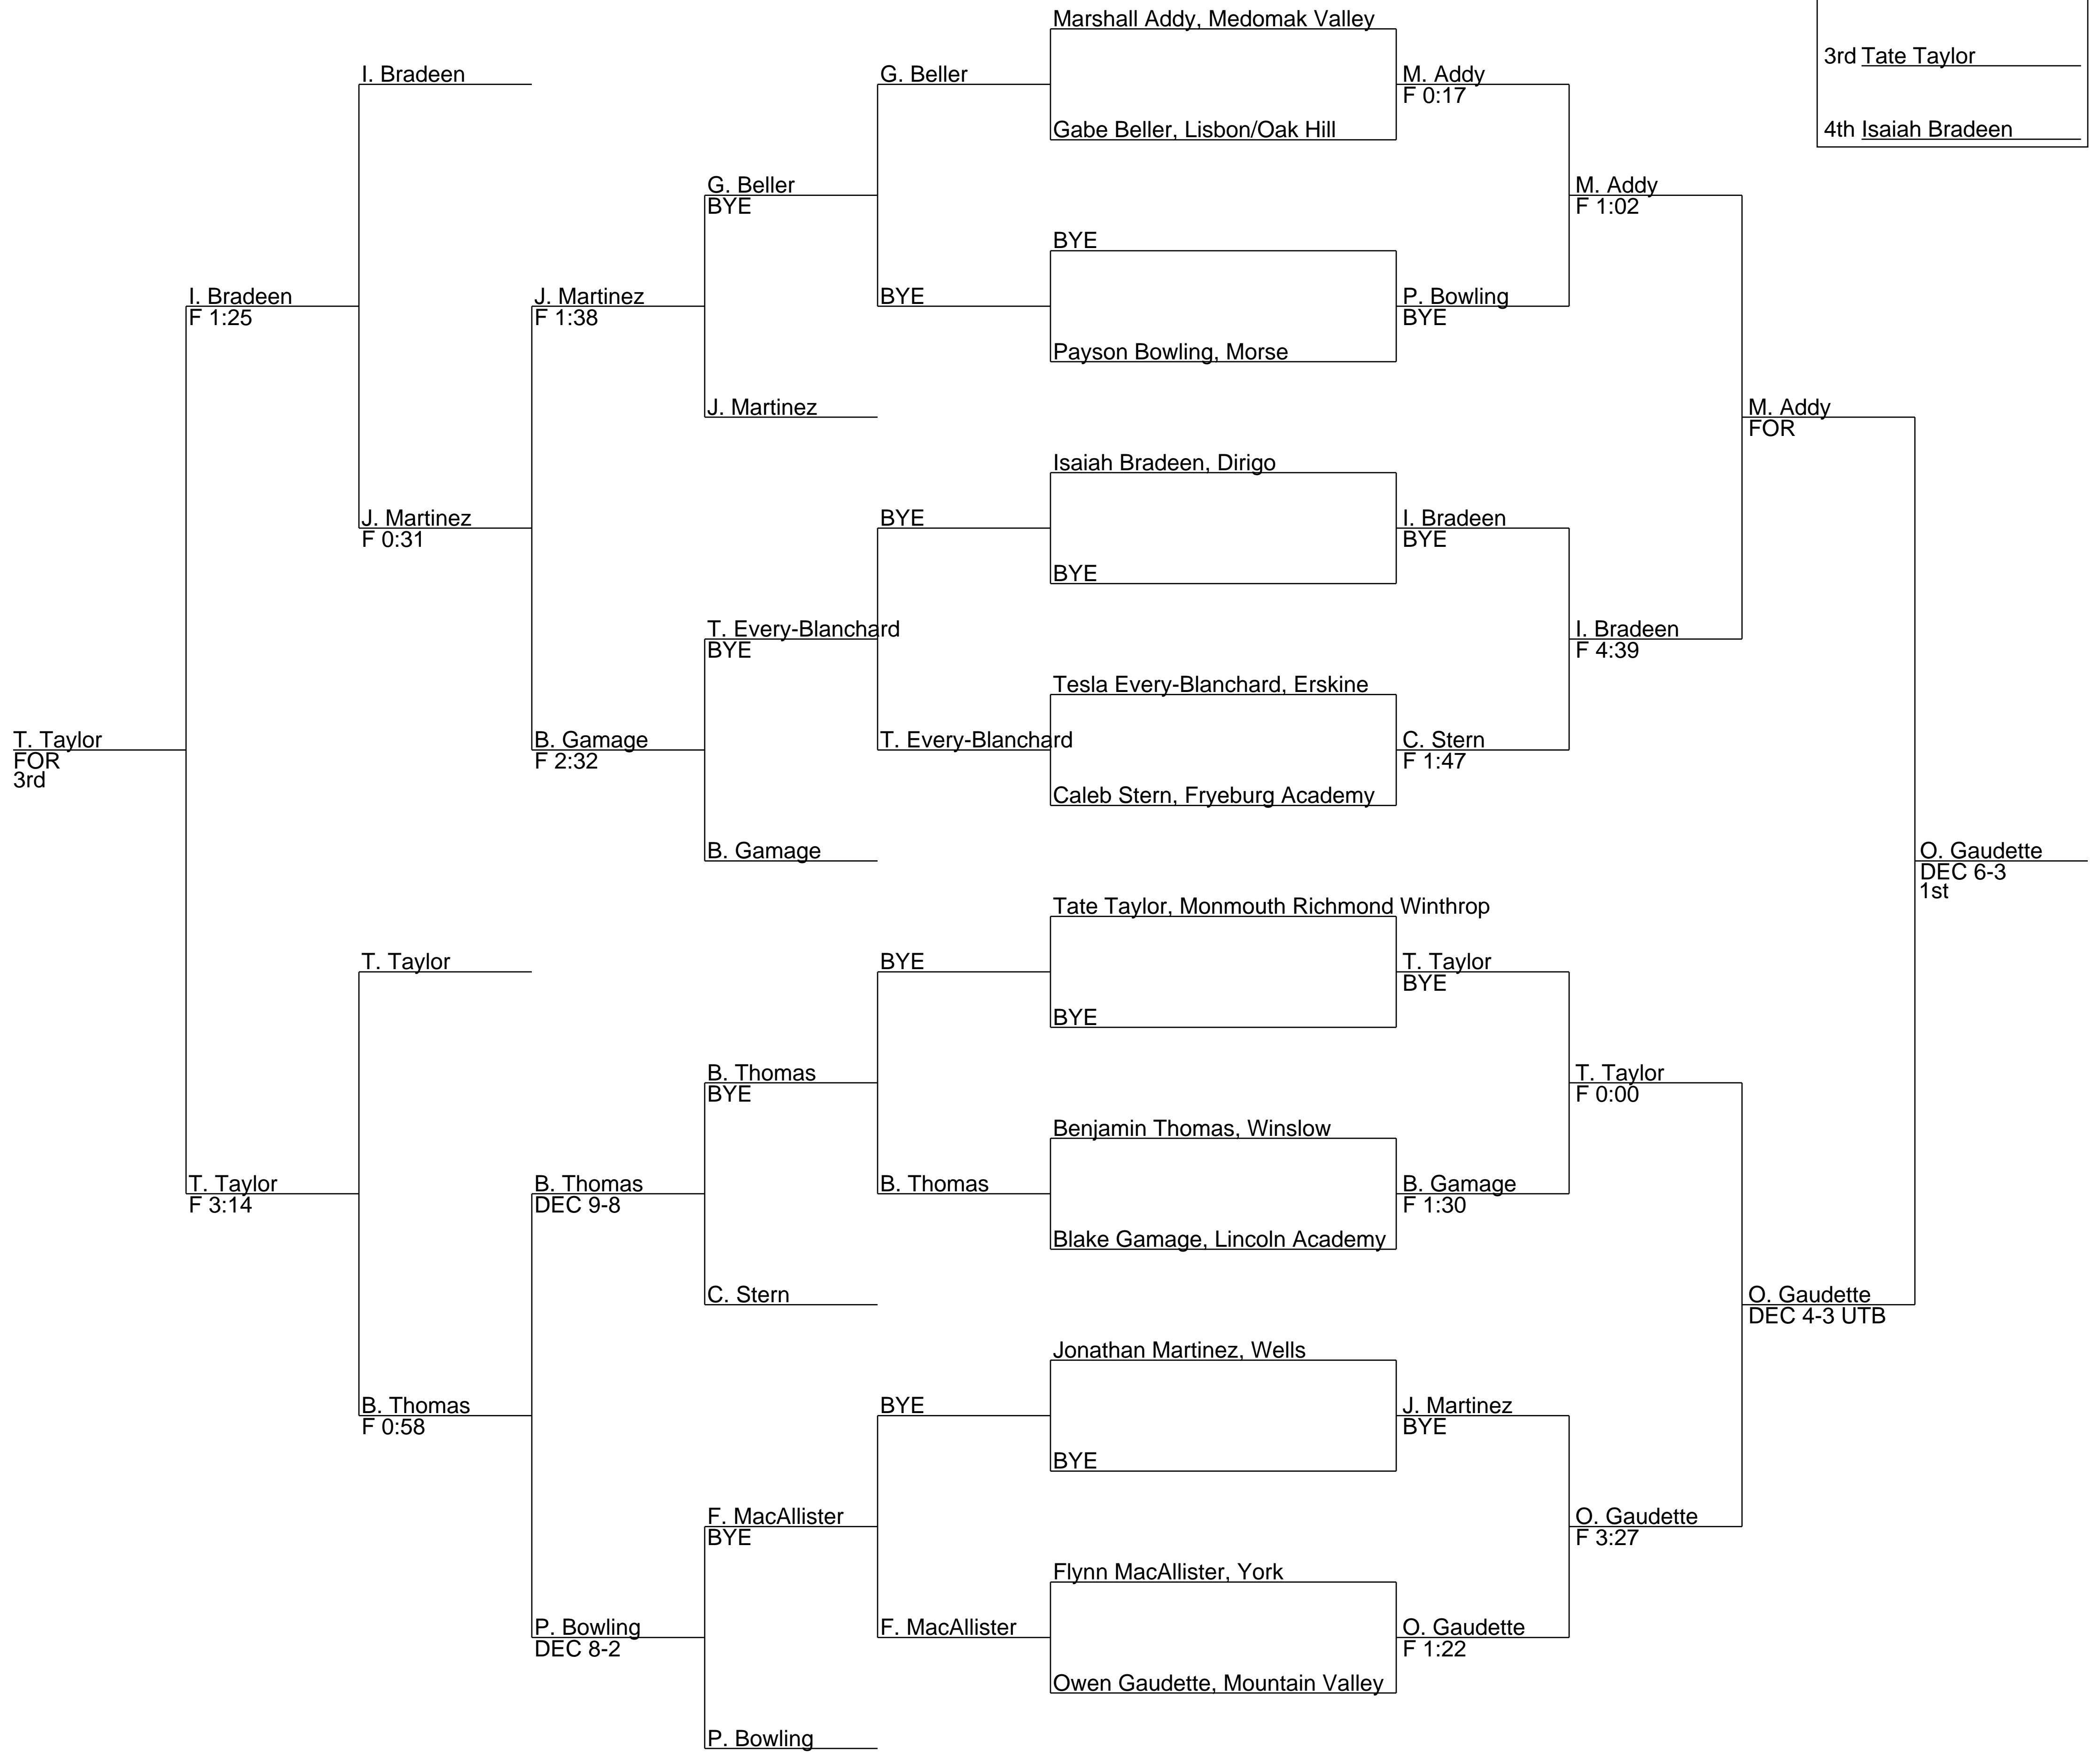 Marshall Addy, Medomak Valley
3rd Tate Taylor
I. Bradeen
G. Beller
M. Addy
F 0:17
Gabe Beller, Lisbon/Oak Hill
4th Isaiah Bradeen
G. Beller
BYE
M. Addy
F 1:02
BYE
I. Bradeen
F 1:25
J. Martinez
F 1:38
BYE
P. Bowling
BYE
Payson Bowling, Morse
J. Martinez
M. Addy
FOR
Isaiah Bradeen, Dirigo
J. Martinez
F 0:31
BYE
I. Bradeen
BYE
BYE
T. Every-Blanchard
BYE
I. Bradeen
F 4:39
Tesla Every-Blanchard, Erskine
T. Taylor
FOR
3rd
B. Gamage
F 2:32
T. Every-Blanchard
C. Stern
F 1:47
Caleb Stern, Fryeburg Academy
B. Gamage
O. Gaudette
DEC 6-3
1st
Tate Taylor, Monmouth Richmond Winthrop
T. Taylor
BYE
T. Taylor
BYE
BYE
B. Thomas
BYE
T. Taylor
F 0:00
Benjamin Thomas, Winslow
T. Taylor
F 3:14
B. Thomas
DEC 9-8
B. Thomas
B. Gamage
F 1:30
Blake Gamage, Lincoln Academy
C. Stern
O. Gaudette
DEC 4-3 UTB
Jonathan Martinez, Wells
B. Thomas
F 0:58
BYE
J. Martinez
BYE
BYE
F. MacAllister
BYE
O. Gaudette
F 3:27
Flynn MacAllister, York
P. Bowling
DEC 8-2
F. MacAllister
O. Gaudette
F 1:22
Owen Gaudette, Mountain Valley
P. Bowling